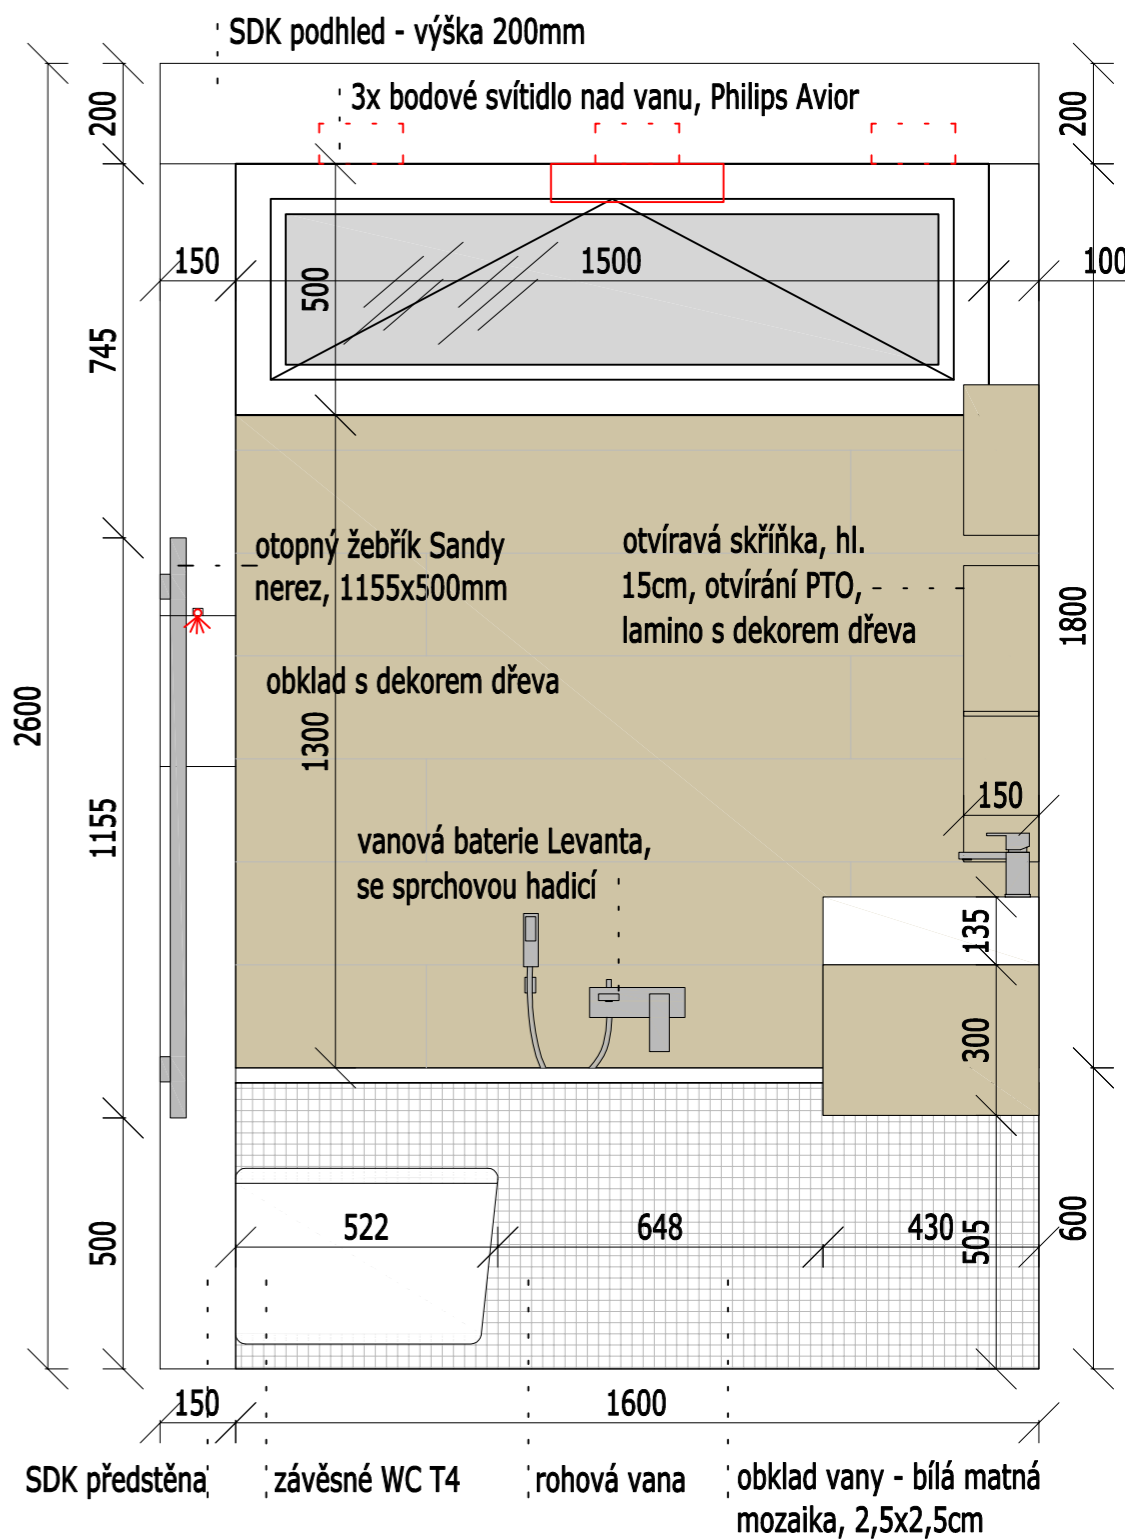 SDK podhled - výška 200mm
3x bodové svítidlo nad vanu, Philips Avior
200
200
150
1500
100
500
745
otopný žebřík Sandy
nerez, 1155x500mm
otvíravá skříňka, hl.
15cm, otvírání PTO,
lamino s dekorem dřeva
1800
obklad s dekorem dřeva
2600
1300
1155
150
vanová baterie Levanta,
se sprchovou hadicí
135
300
522
648
430
500
505
600
150
1600
SDK předstěna
závěsné WC T4
rohová vana
obklad vany - bílá matná
mozaika, 2,5x2,5cm